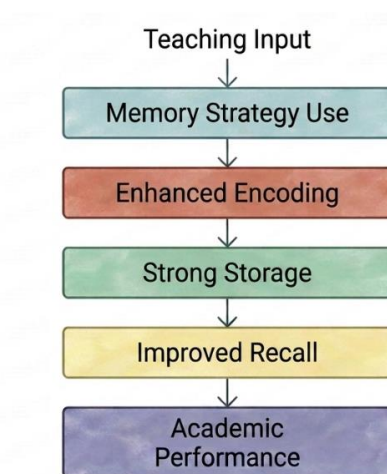 Teaching Input
Memory Strategy Use
Enhanced Encoding
Strong Storage
Improved Recall
Academic
Performance